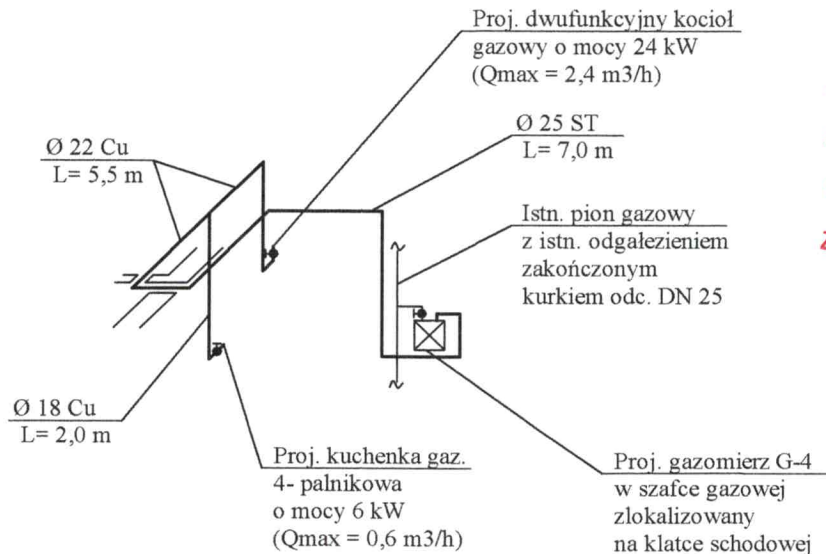 Proj. dwufunkcyjny kocioł
gazowy o mocy 24 kW
(Qmax = 2,4 m3/h)
Ø 25 ST
L= 7,0 m
Ø 22 Cu
L= 5,5 m
Istn. pion gazowy
z istn. odgałezieniem
zakończonym
kurkiem odc. DN 25
Ø 18 Cu
L= 2,0 m
Proj. kuchenka gaz.
4- palnikowa
o mocy 6 kW
(Qmax = 0,6 m3/h)
Proj. gazomierz G-4
w szafce gazowej
zlokalizowany
na klatce schodowej